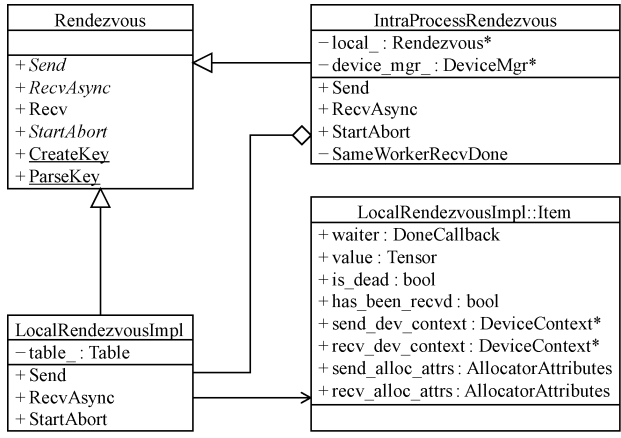 Rendezvous
+ Send
+ RecvAsync
+ Recv
+ StartAbort
+ CreateKey
+ ParseKey
IntraProcessRendezvous
− local_ : Rendezvous*
− device_mgr_ : DeviceMgr*
+ Send
+ RecvAsync
+ StartAbort
− SameWorkerRecvDone
LocalRendezvousImpl::Item
+ waiter : DoneCallback
+ value : Tensor
+ is_dead : bool
+ has_been_recvd : bool
+ send_dev_context : DeviceContext*
+ recv_dev_context : DeviceContext*
+ send_alloc_attrs : AllocatorAttributes
+ recv_alloc_attrs : AllocatorAttributes
LocalRendezvousImpl
− table_ : Table
+ Send
+ RecvAsync
+ StartAbort